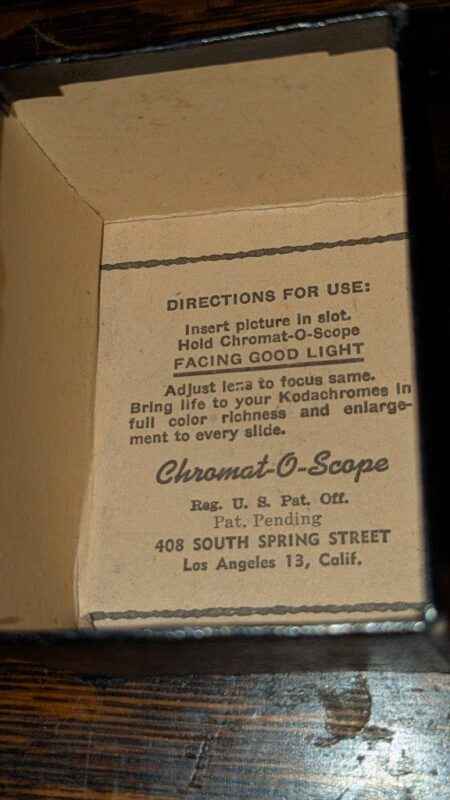 DIRECTIONS FOR USE:
Insert picture in slot.
Hold Chromat-O-Scope
FACING GOOD LIGHT
Adjust lens to focus same.
Bring life to your Kodachromes in
full color richness and enlarge-
ment to every slide.
Chromat-O-Scope
Reg. U. S. Pat. Off.
Pat. Pending
408 SOUTH SPRING STREET
Los Angeles 13, Calif.